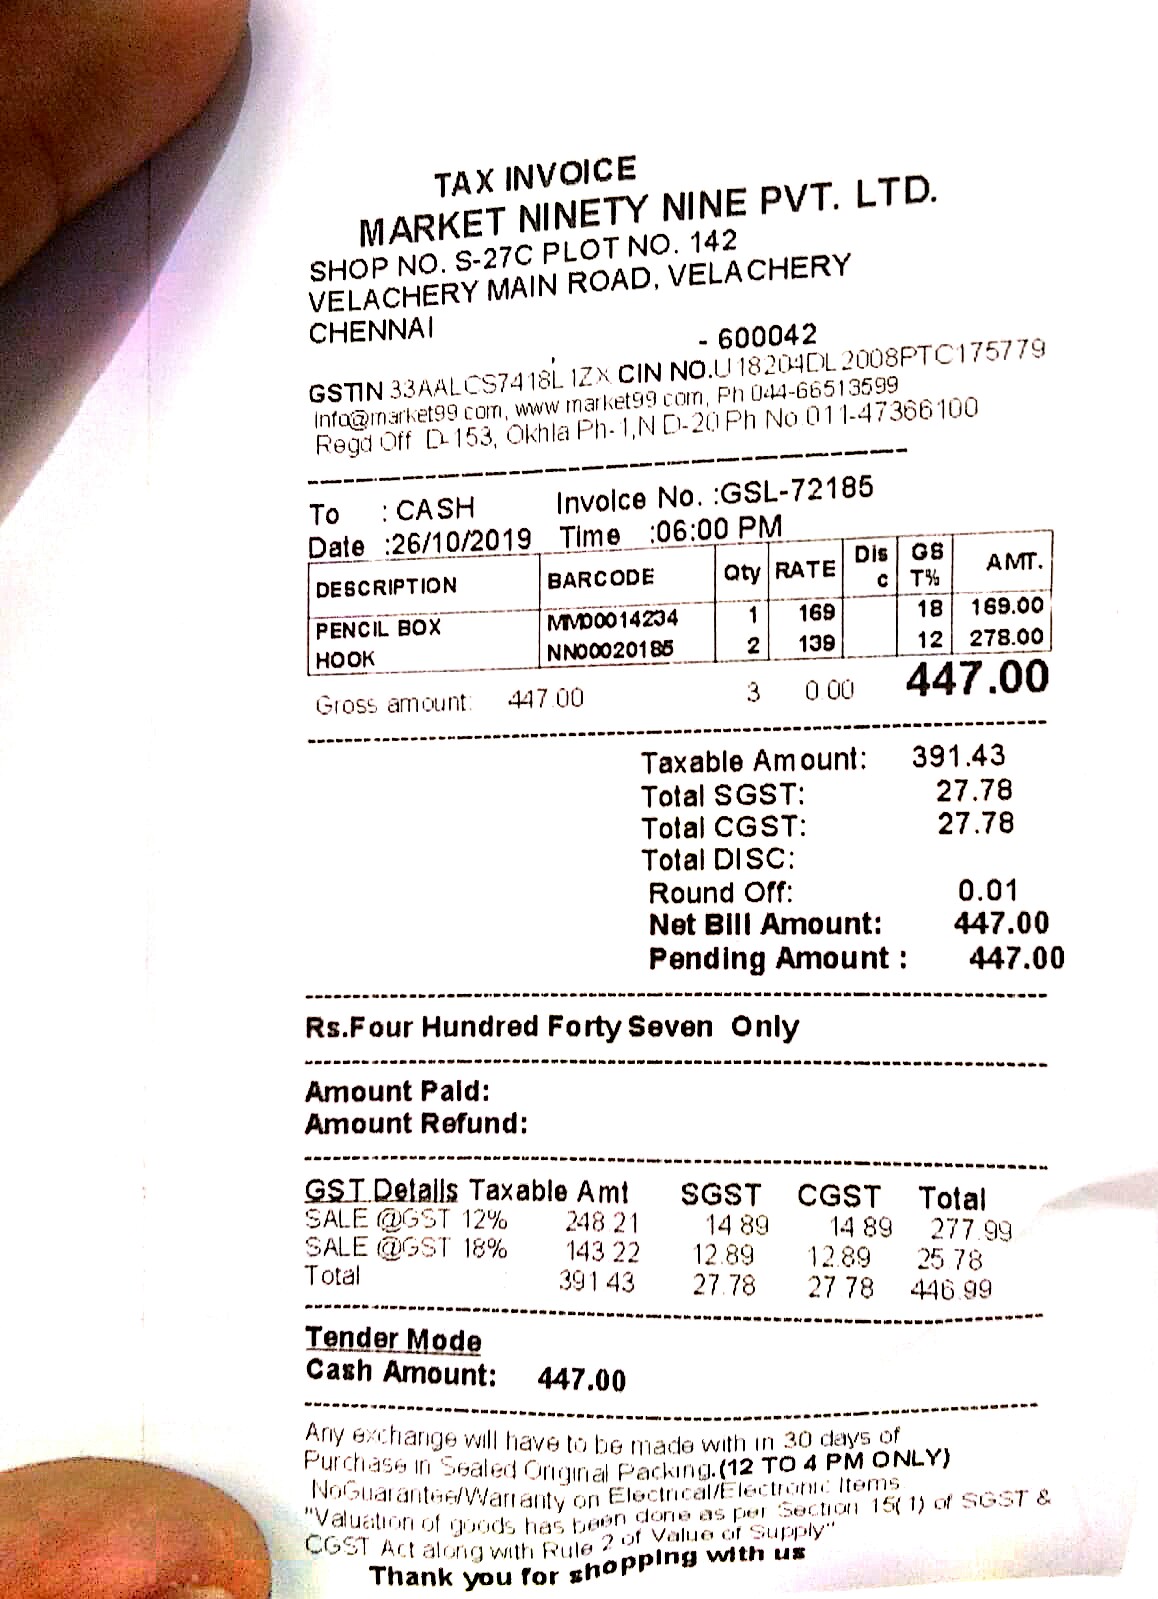 TAX INVOICE
MARKET NINETY NINE PVT. LTD.
SHOP NO. S-27C PLOT NO. 142
VELACHERY MAIN ROAD, VELACHERY
CHENNAI - 600042
GSTIN 33AALCS7418L1ZX CIN NO.U18204DL2008PTC175779
info@market99.com, www.market99.com, Ph 044-66513599
Regd Off D-153, Okhla Ph-1,N D-20 Ph No 011-47366100
To : CASH Invoice No. :GSL-72185
Date :26/10/2019 Time :06:00 PM
DESCRIPTION BARCODE Qty RATE Disc GST% AMT.
PENCIL BOX MM00014234 1 169 18 169.00
HOOK NN00020185 2 139 12 278.00
Gross amount: 447.00 3 0.00 447.00
Taxable Amount: 391.43
Total SGST: 27.78
Total CGST: 27.78
Total DISC:
Round Off: 0.01
Net Bill Amount: 447.00
Pending Amount : 447.00
Rs.Four Hundred Forty Seven Only
Amount Paid:
Amount Refund:
GST Details Taxable Amt SGST CGST Total
SALE @GST 12% 248.21 14.89 14.89 277.99
SALE @GST 18% 143.22 12.89 12.89 25.78
Total 391.43 27.78 27.78 446.99
Tender Mode
Cash Amount: 447.00
Any exchange will have to be made with in 30 days of
Purchase in Sealed Original Packing.(12 TO 4 PM ONLY)
NoGuarantee/Warranty on Electrical/Electronic Items
"Valuation of goods has been done as per Section 15(1) of SGST &
CGST Act along with Rule 2 of Value of Supply"
Thank you for shopping with us